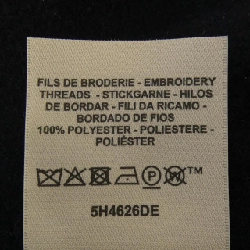 FILS DE BRODERIE - EMBROIDERY
THREADS - STICKGARNE - HILOS
DE BORDAR - FILI DA RICAMO -
BORDADO DE FIOS
100% POLYESTER - POLIESTERE -
POLIÉSTER
™
5H4626DE